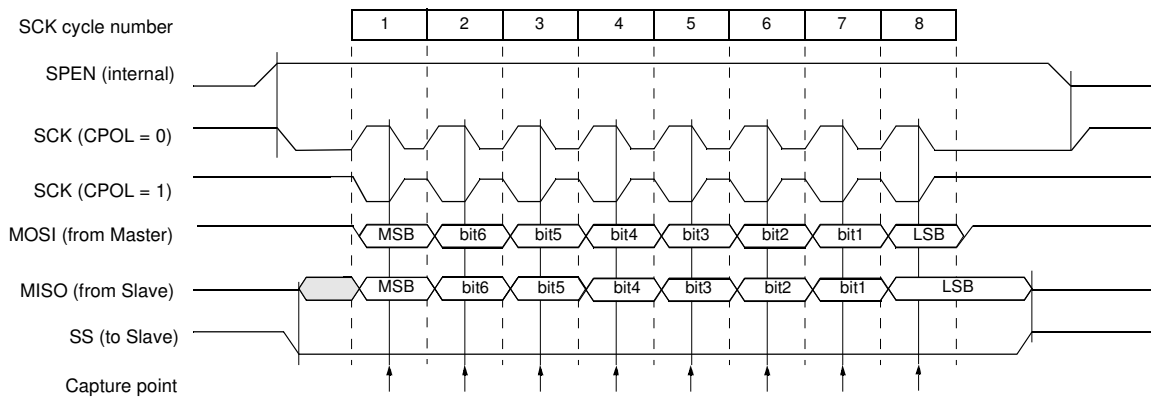 SCK cycle number 1 2 3 4 5 6 7 8
SPEN (internal)
SCK (CPOL = 0)
SCK (CPOL = 1)
MOSI (from Master) MSB bit6 bit5 bit4 bit3 bit2 bit1 LSB
MISO (from Slave) MSB bit6 bit5 bit4 bit3 bit2 bit1 LSB
SS (to Slave)
Capture point